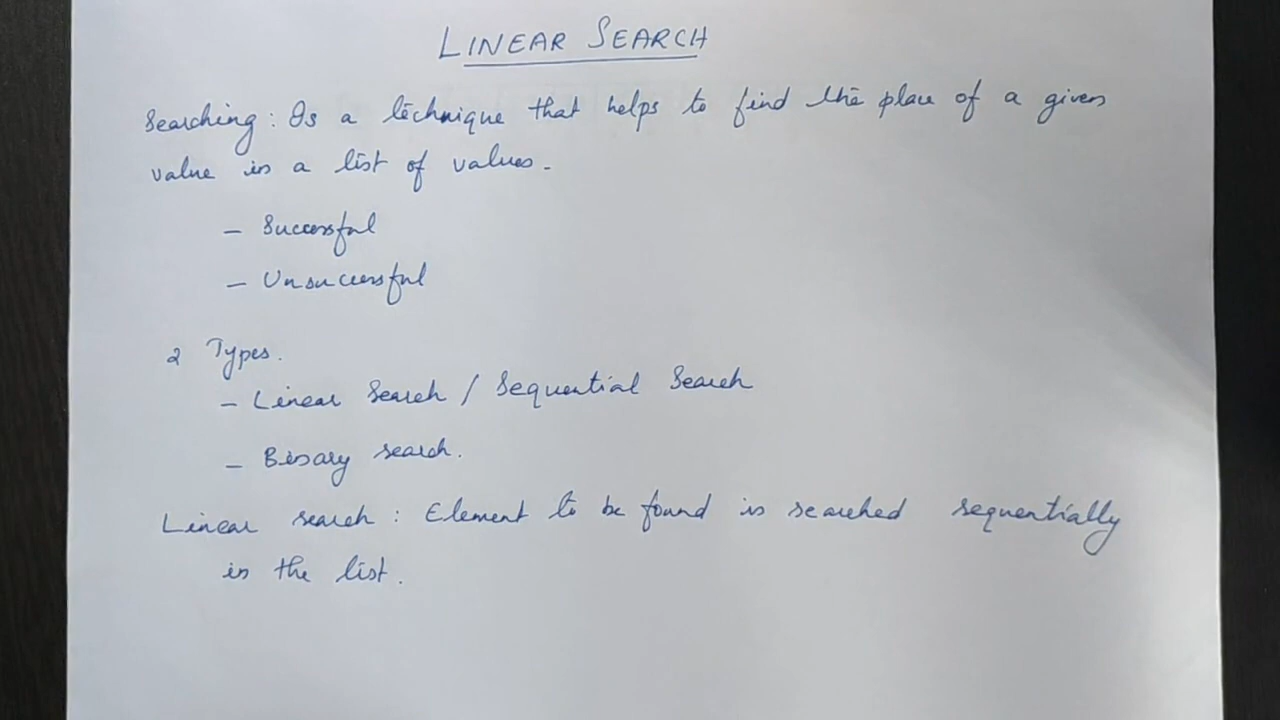 LINEAR SEARCH
Searching: Is a technique that helps to find the place of a given
value in a list of values.
- Successful
- Unsuccessful
2 Types.
- Linear Search / Sequential Search
- Binary search.
Linear search : Element to be found is searched sequentially
in the list.